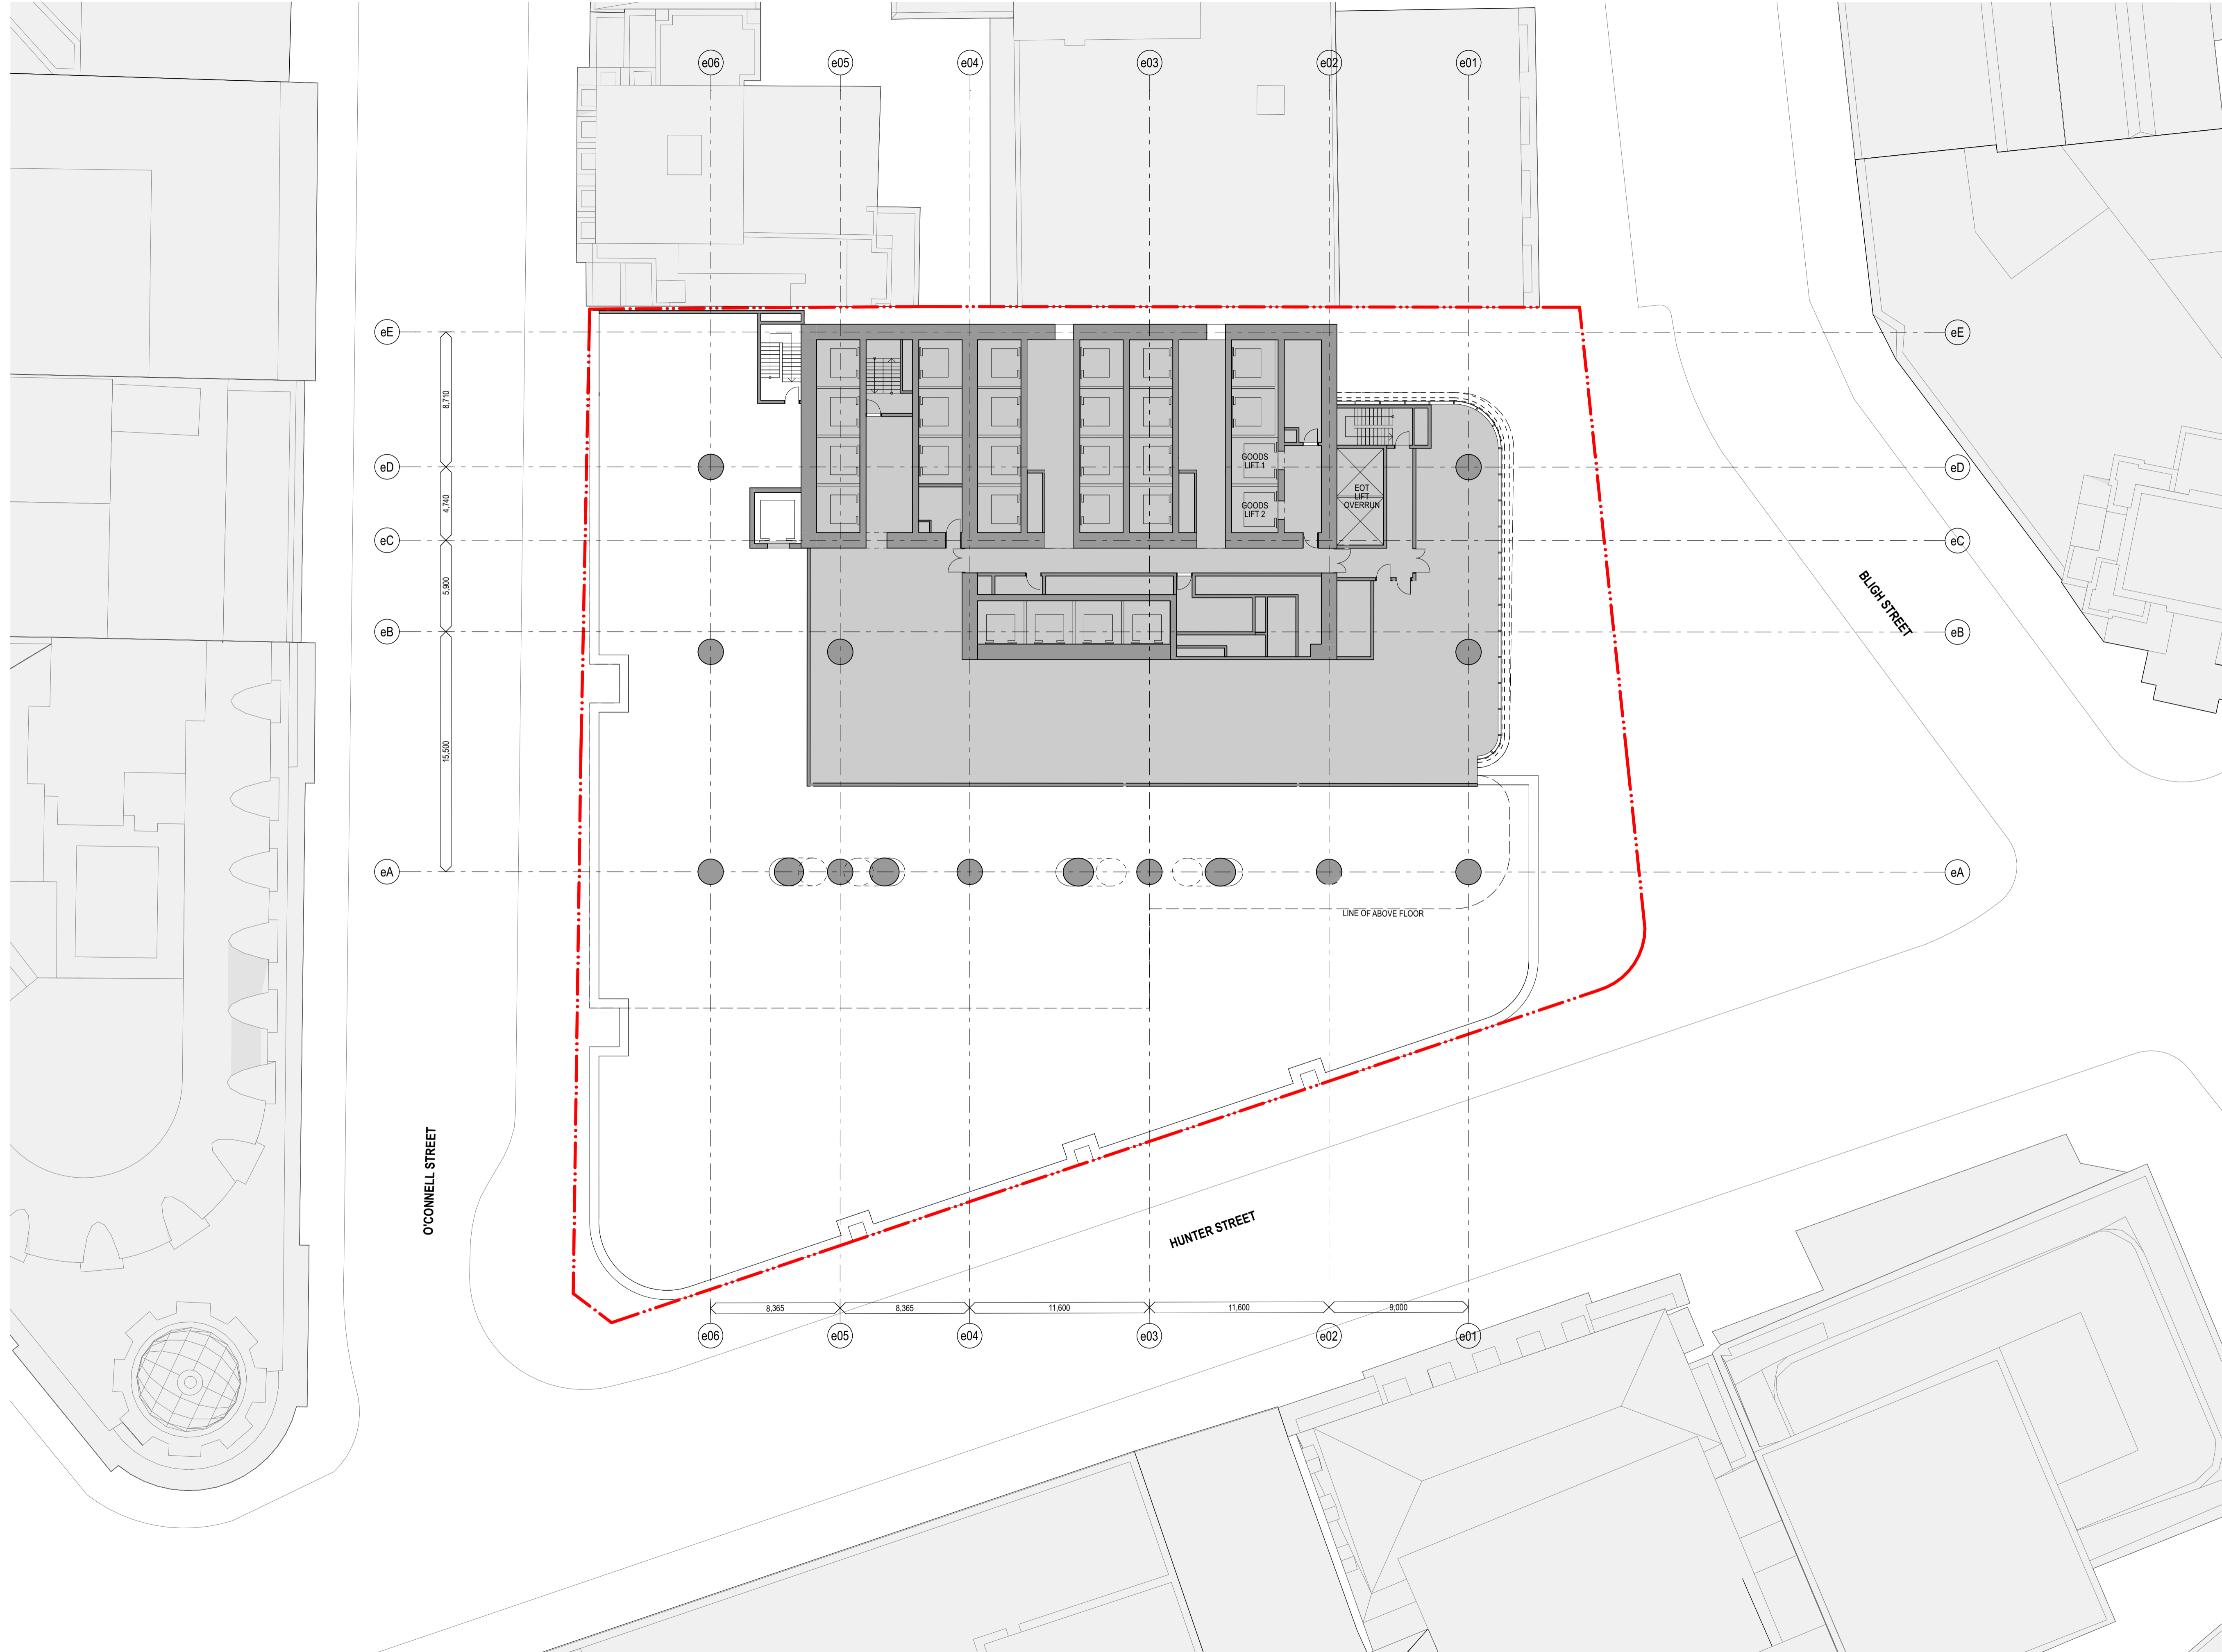 e06
e05
e04
e03
e02
e01
eE
eE
8,710
eD
GOODS
LIFT 1
eD
4,740
EOT
LIFT
OVERRUN
GOODS
LIFT 2
eC
eC
5,900
BLIGH STREET
eB
eB
15,500
eA
eA
LINE OF ABOVE FLOOR
O'CONNELL STREET
HUNTER STREET
8,365
8,365
11,600
11,600
9,000
e06
e05
e04
e03
e02
e01